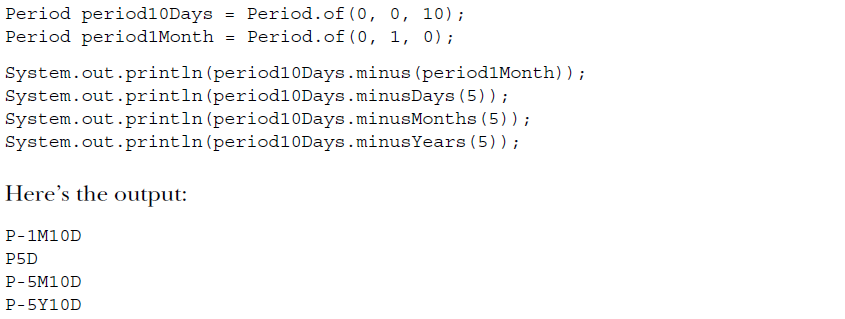 Period period10Days = Period.of(0, 0, 10);
Period period1Month = Period.of(0, 1, 0);
System.out.println(period10Days.minus(period1Month));
System.out.println(period10Days.minusDays(5));
System.out.println(period10Days.minusMonths(5));
System.out.println(period10Days.minusYears(5));
Here’s the output:
P-1M10D
P5D
P-5M10D
P-5Y10D